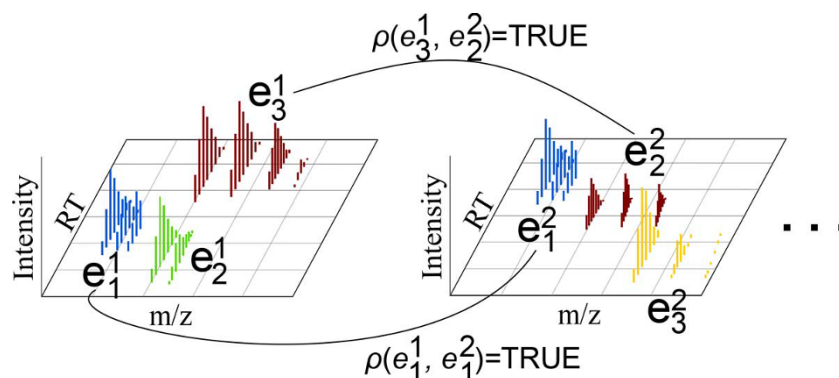 ρ(e₃¹, e₂²)=TRUE
e₃¹
e₂²
Intensity
RT
e₁¹
e₂¹
m/z
Intensity
RT
e₁²
e₃²
m/z
. . .
ρ(e₁¹, e₁²)=TRUE